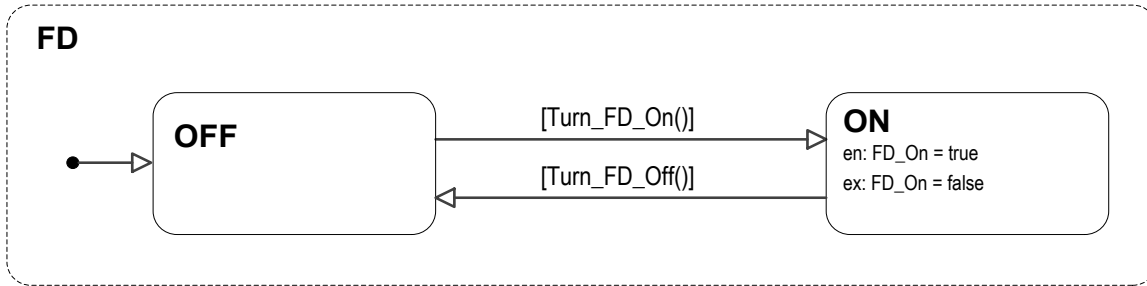 FD
[Turn_FD_On()]
OFF
ON
en: FD_On = true
[Turn_FD_Off()]
ex: FD_On = false